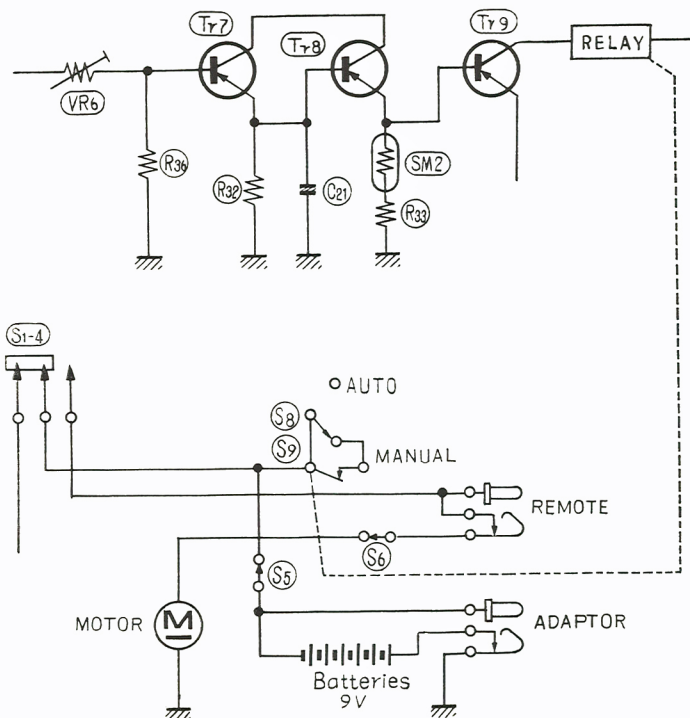 Tr7
Tr8
Tr9
RELAY
VR6
R36
R32
C21
SM2
R33
S1-4
AUTO
S8
S9
MANUAL
REMOTE
S6
S5
MOTOR
M
ADAPTOR
Batteries
9V